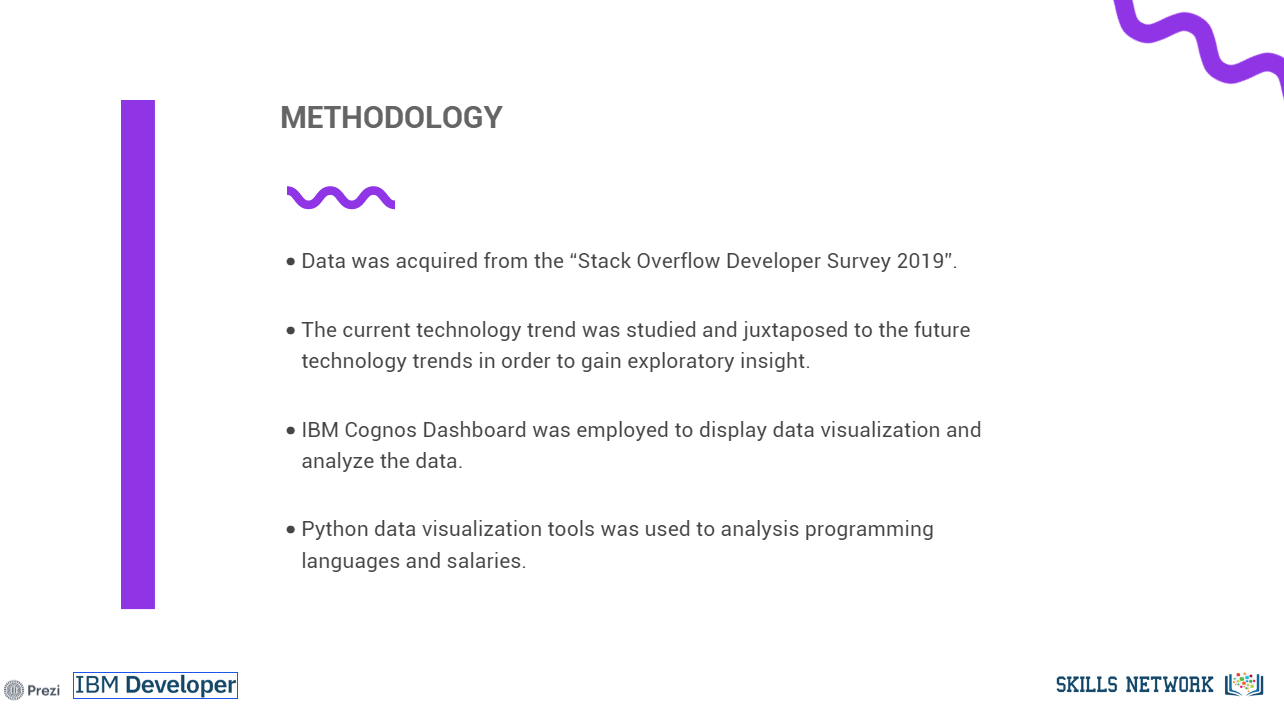 METHODOLOGY
• Data was acquired from the “Stack Overflow Developer Survey 2019”.
• The current technology trend was studied and juxtaposed to the future
technology trends in order to gain exploratory insight.
• IBM Cognos Dashboard was employed to display data visualization and
analyze the data.
• Python data visualization tools was used to analysis programming
languages and salaries.
Prezi
IBM Developer
SKILLS NETWORK